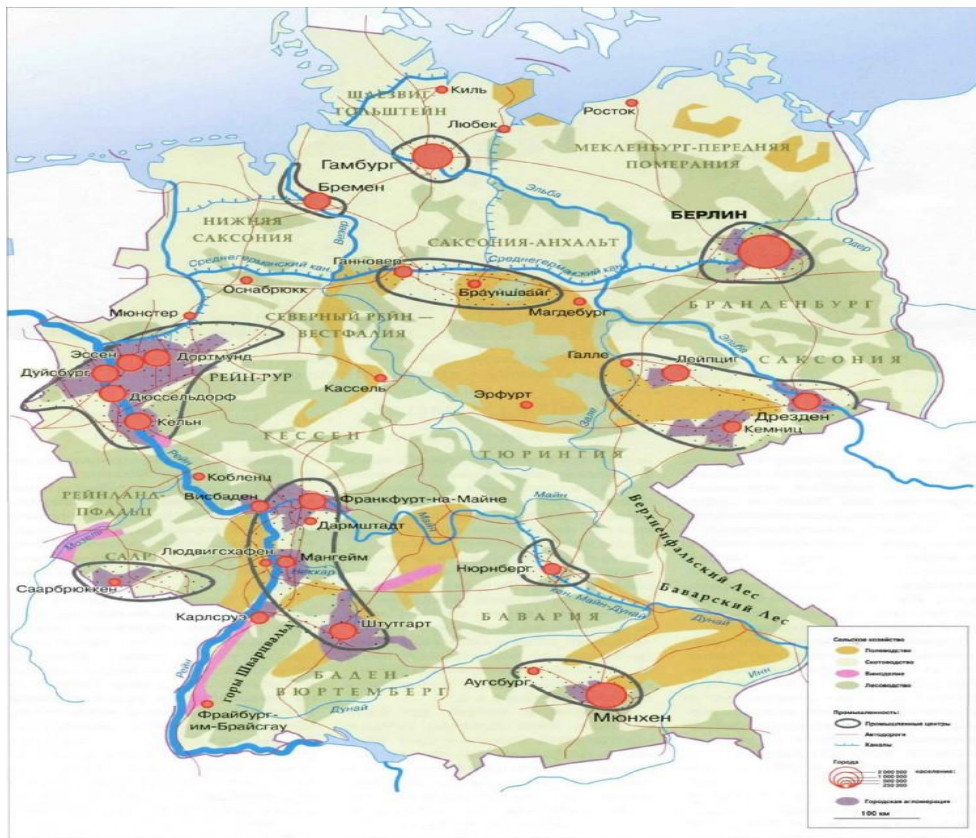 Киль
ШЛЕЗВИГ
ГОЛЬШТЕЙН
Росток
Любек
МЕКЛЕНБУРГ-ПЕРЕДНЯЯ
ПОМЕРАНИЯ
Гамбург
Эльба
Бремен
БЕРЛИН
НИЖНЯЯ
САКСОНИЯ
Везер
САКСОНИЯ-АНХАЛЬТ
Одер
Среднегерманский кан.
Ганновер
Среднегерманский кан.
Оснабрюкк
Брауншвайг
Магдебург
БРАНДЕНБУРГ
Мюнстер
СЕВЕРНЫЙ РЕЙН —
ВЕСТФАЛИЯ
Эльба
Эссен
Дортмунд
Галле
Лейпциг
САКСОНИЯ
Дуйсбург
РЕЙН-РУР
Кассель
Дюссельдорф
Эрфурт
Заале
Дрезден
Кельн
Кемниц
ГЕССЕН
ТЮРИНГИЯ
Рейн
Кобленц
РЕЙНЛАНД-
ПФАЛЬЦ
Висбаден
Франкфурт-на-Майне
Майн
Дармштадт
Майн
Верхнепфальский Лес
Мозель
СААР
Людвигсхафен
Мангейм
Неккар
Нюрнберг
Баварский Лес
Саарбрюккен
кан. Майн-Дунай
Карлсруэ
Штутгарт
БАВАРИЯ
Дунай
Рейн
горы Шварцвальд
БАДЕН-
ВЮРТЕМБЕРГ
Аугсбург
Инн
Дунай
Фрайбург-
им-Брайсгау
Мюнхен
Сельское хозяйство
Полеводство
Скотоводство
Виноделие
Лесоводство
Промышленность:
Промышленные центры
Автодороги
Каналы
Города
население:
2 000 000
1 000 000
500 000
250 000
Городская агломерация
100 км